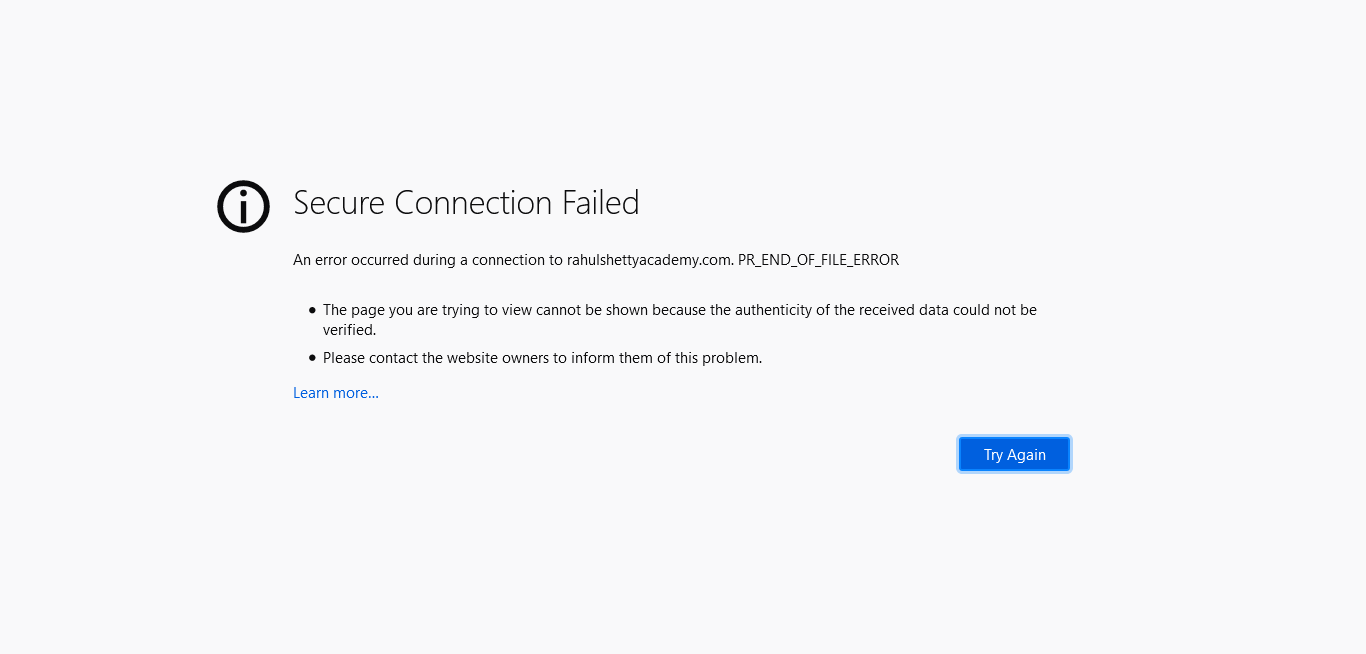 Secure Connection Failed
An error occurred during a connection to rahulshettyacademy.com. PR_END_OF_FILE_ERROR
• The page you are trying to view cannot be shown because the authenticity of the received data could not be
verified.
• Please contact the website owners to inform them of this problem.
Learn more...
Try Again